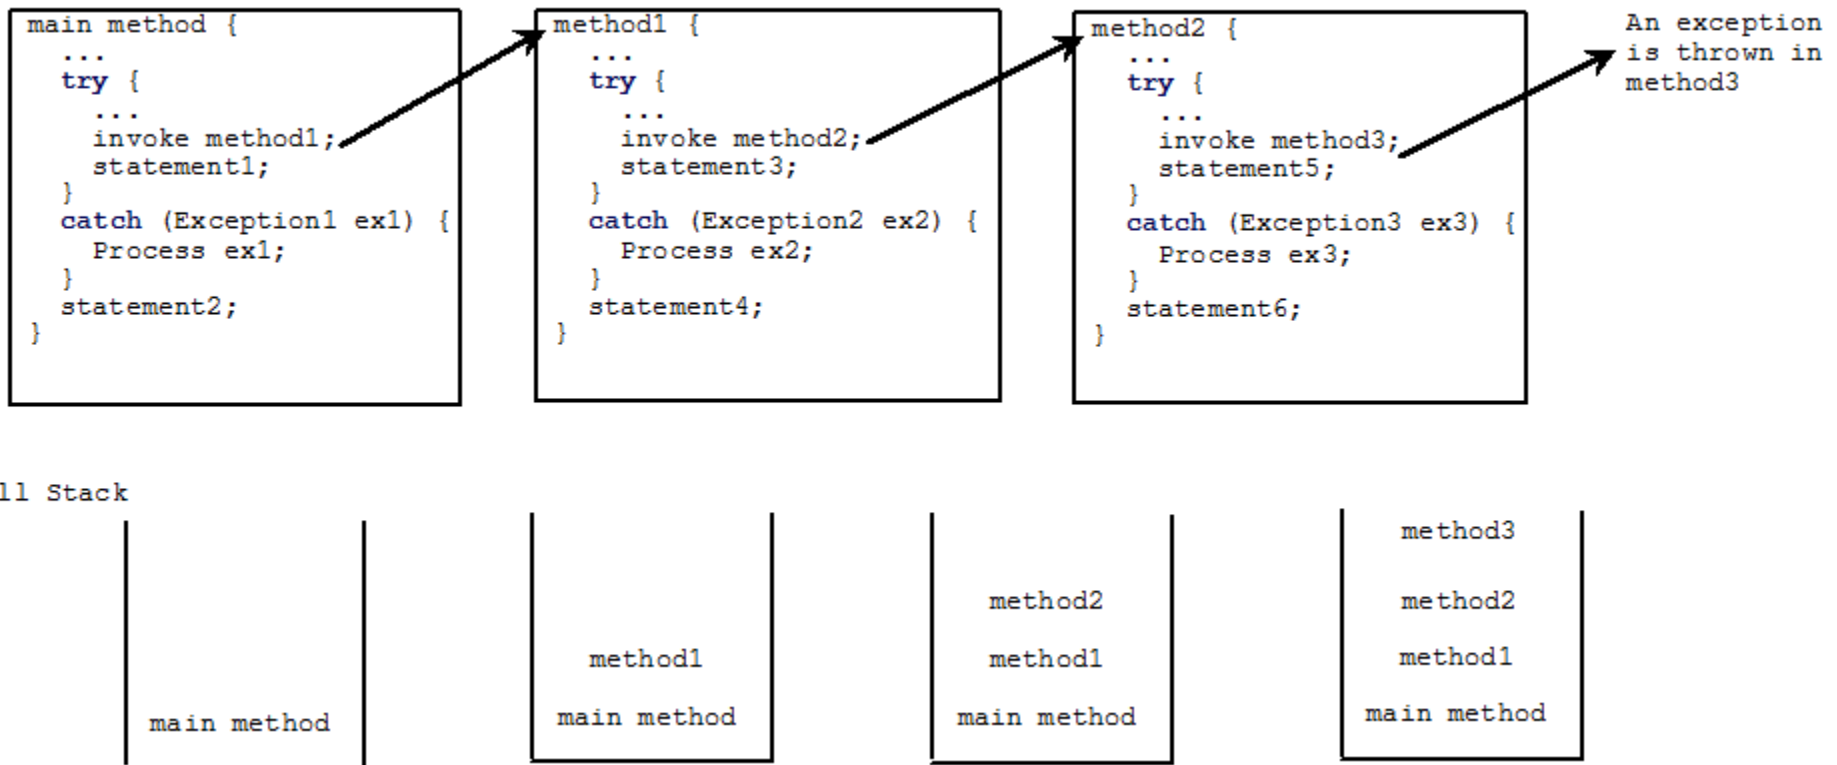 main method {
...
try {
...
invoke method1;
statement1;
}
catch (Exception1 ex1) {
Process ex1;
}
statement2;
}
method1 {
...
try {
...
invoke method2;
statement3;
}
catch (Exception2 ex2) {
Process ex2;
}
statement4;
}
method2 {
...
try {
...
invoke method3;
statement5;
}
catch (Exception3 ex3) {
Process ex3;
}
statement6;
}
An exception
is thrown in
method3
ll Stack
main method
method1
main method
method2
method1
main method
method3
method2
method1
main method